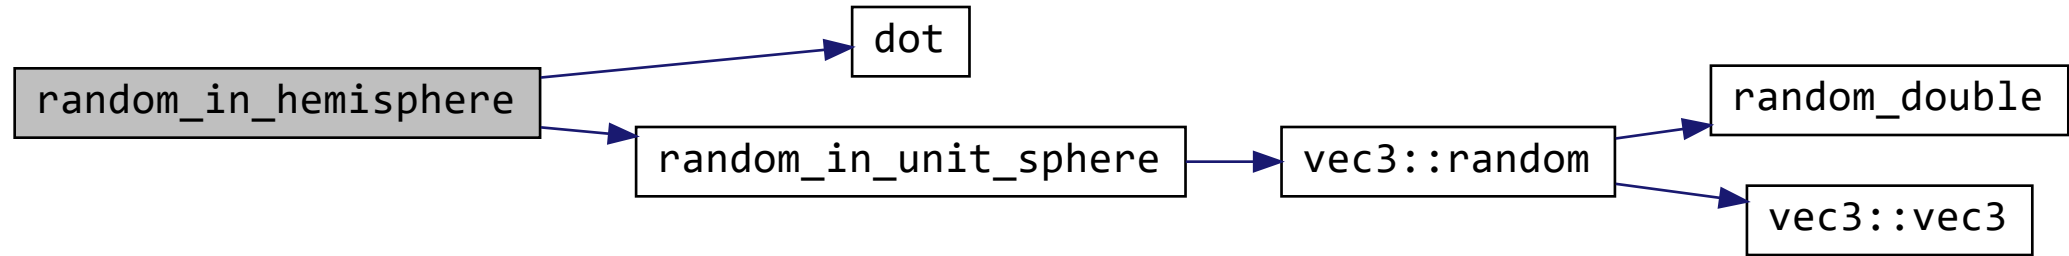 dot
random_in_hemisphere
random_double
random_in_unit_sphere
vec3::random
vec3::vec3